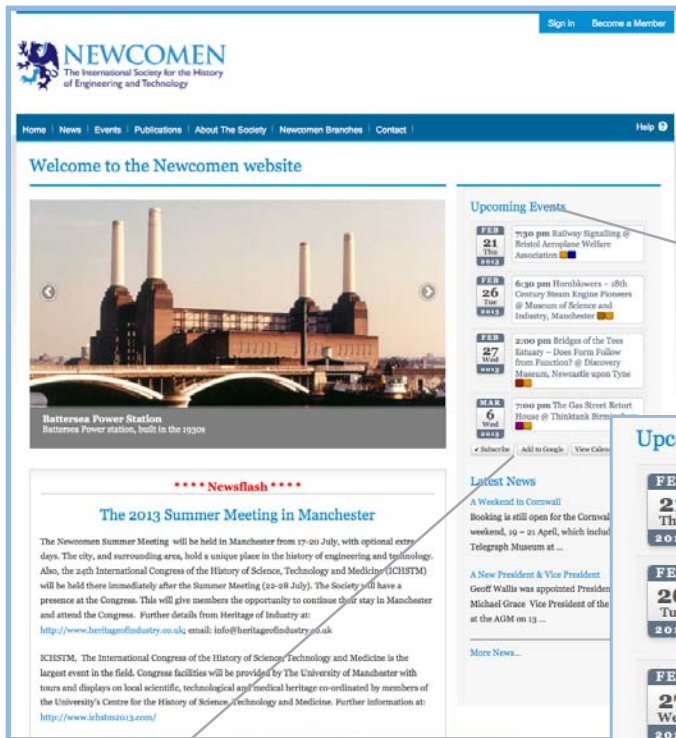 Sign in Become a Member
NEWCOMEN
The International Society for the History
of Engineering and Technology
Home News Events Publications About The Society Newcomen Branches Contact Help
Welcome to the Newcomen website
Battersea Power Station
Battersea Power station, built in the 1930s
* * * * Newsflash * * * *
The 2013 Summer Meeting in Manchester
The Newcomen Summer Meeting will be held in Manchester from 17-20 July, with optional extra
days. The city, and surrounding area, hold a unique place in the history of engineering and technology.
Also, the 24th International Congress of the History of Science, Technology and Medicine (ICHSTM)
will be held there immediately after the Summer Meeting (22-28 July). The Society will have a
presence at the Congress. This will give members the opportunity to continue their stay in Manchester
and attend the Congress. Further details from Heritage of Industry at:
http://www.heritageofindustry.co.uk; email: info@heritageofindustry.co.uk
ICHSTM, The International Congress of the History of Science, Technology and Medicine is the
largest event in the field. Congress facilities will be provided by The University of Manchester with
tours and displays on local scientific, technological and medical heritage co-ordinated by members of
the University's Centre for the History of Science, Technology and Medicine. Further information at:
http://www.ichstm2013.com/
Upcoming Events
FEB
21
Thu
2013
7:30 pm Railway Signalling @
Bristol Aeroplane Welfare
Association
FEB
26
Tue
2013
6:30 pm Hornblowers – 18th
Century Steam Engine Pioneers
@ Museum of Science and
Industry, Manchester
FEB
27
Wed
2013
2:00 pm Bridges of the Tees
Estuary – Does Form Follow
from Function? @ Discovery
Museum, Newcastle upon Tyne
MAR
6
Wed
2013
7:00 pm The Gas Street Retort
House @ Thinktank
Subscribe Add to Google View
Latest News
A Weekend in Cornwall
Booking is still open for the
weekend, 19 – 21 April, which
Telegraph Museum at ...
A New President & Vice President
Geoff Wallis was appointed
Michael Grace Vice President of the
at the AGM on 13 ...
More News...